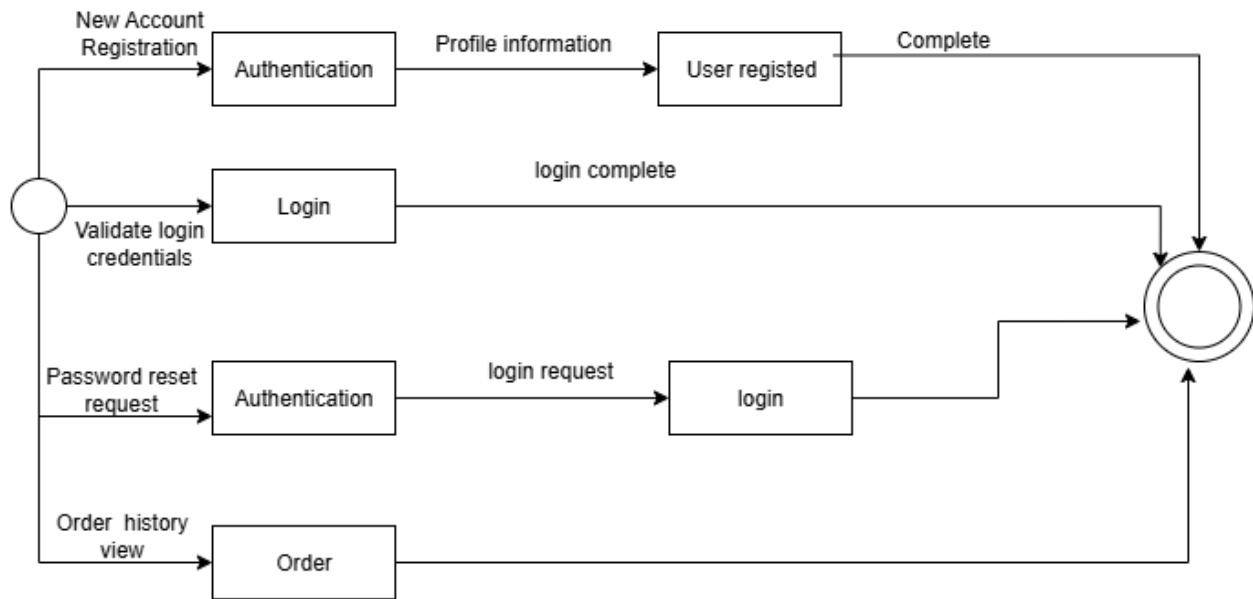 New Account
Registration
Authentication
Profile information
User registed
Complete
Validate login
credentials
Login
login complete
Password reset
request
Authentication
login request
login
Order history
view
Order